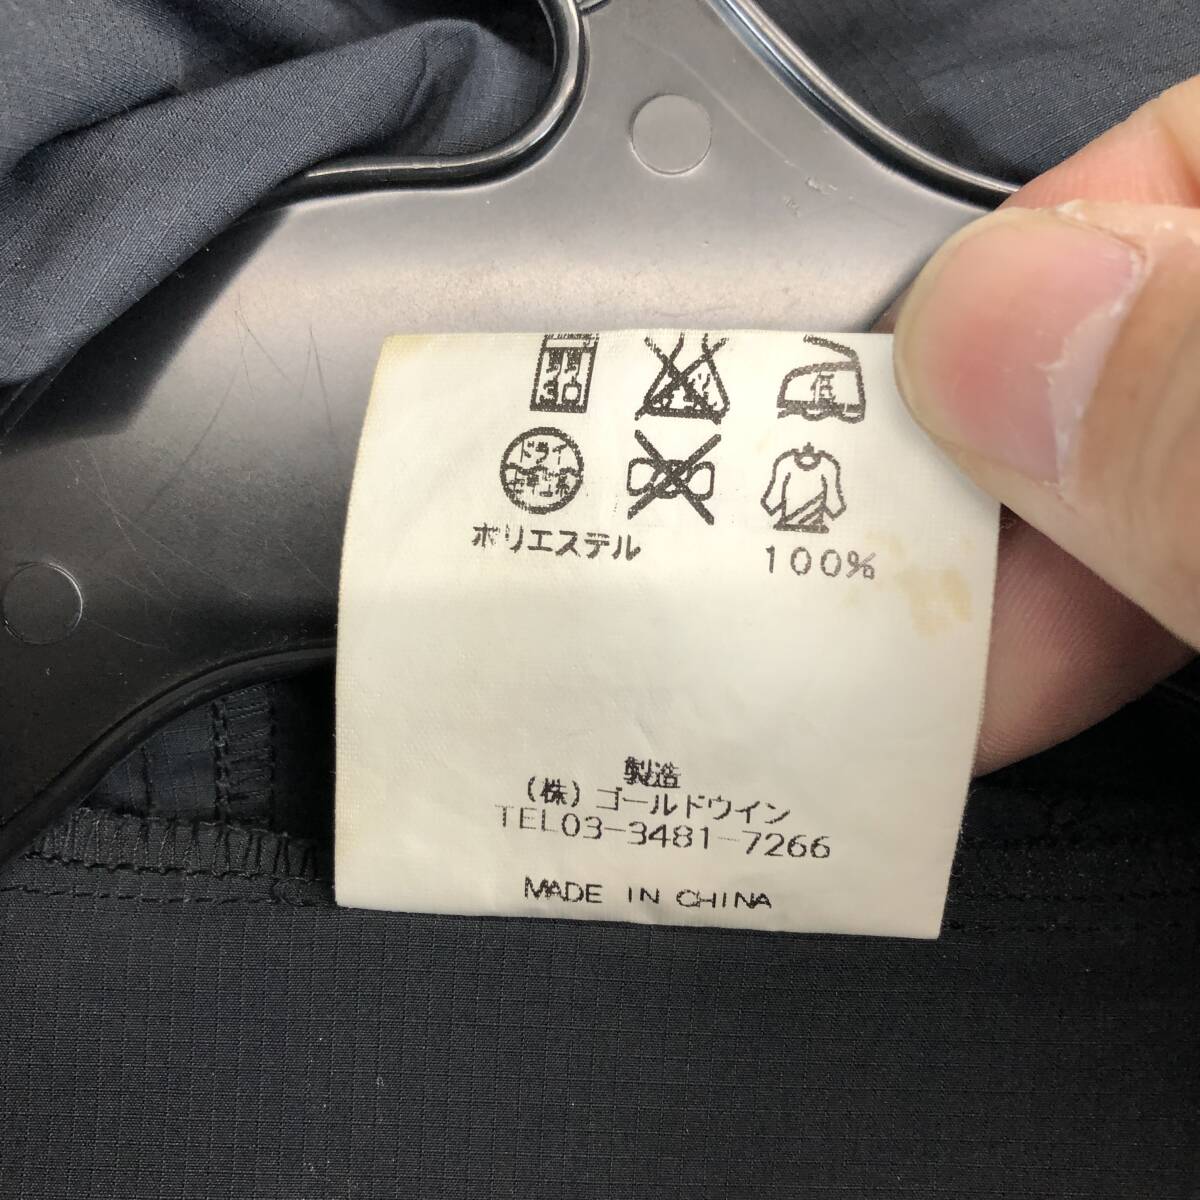 30
ドライ
ポリエステル 100%
製造
(株) ゴールドウイン
TEL03-3481-7266
MADE IN CHINA